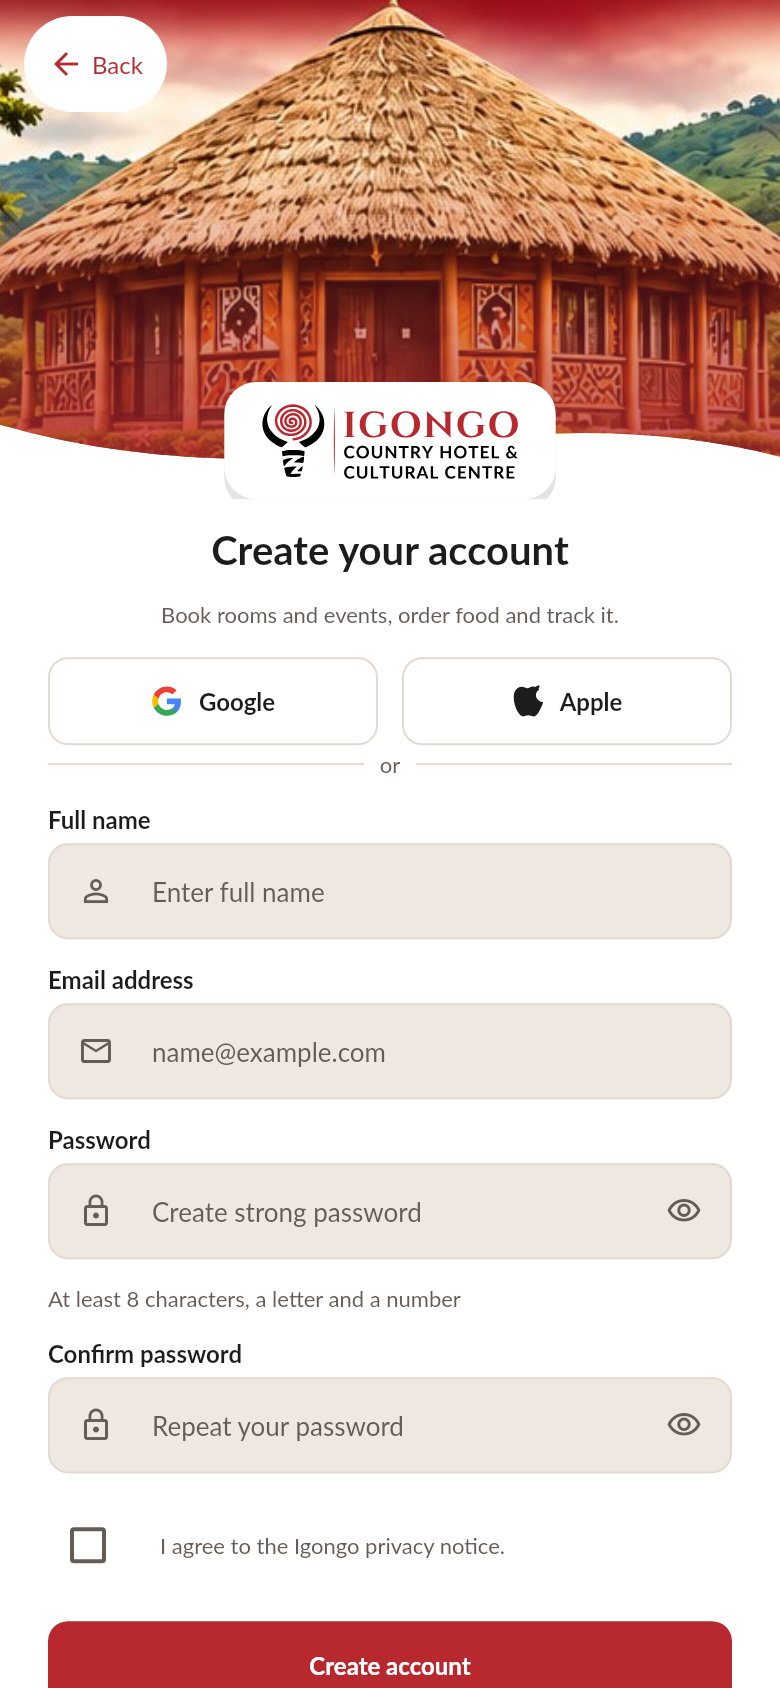 Back
IGONGO
COUNTRY HOTEL &
CULTURAL CENTRE
Create your account
Book rooms and events, order food and track it.
Google
Apple
or
Full name
Enter full name
Email address
name@example.com
Password
Create strong password
At least 8 characters, a letter and a number
Confirm password
Repeat your password
I agree to the Igongo privacy notice.
Create account